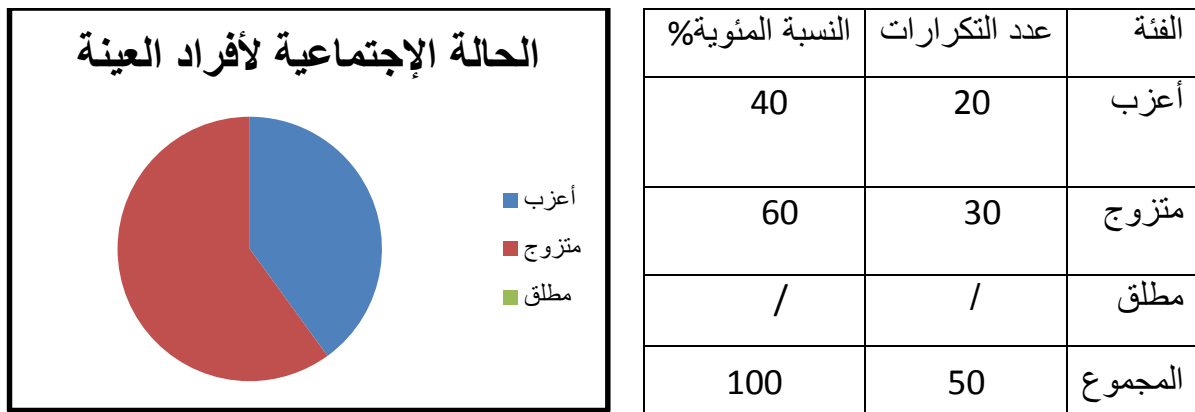 الحالة الإجتماعية لأفراد العينة
أعزب
متزوج
مطلق
الفئة عدد التكرارات النسبة المئوية%
أعزب 20 40
متزوج 30 60
مطلق / /
المجموع 50 100